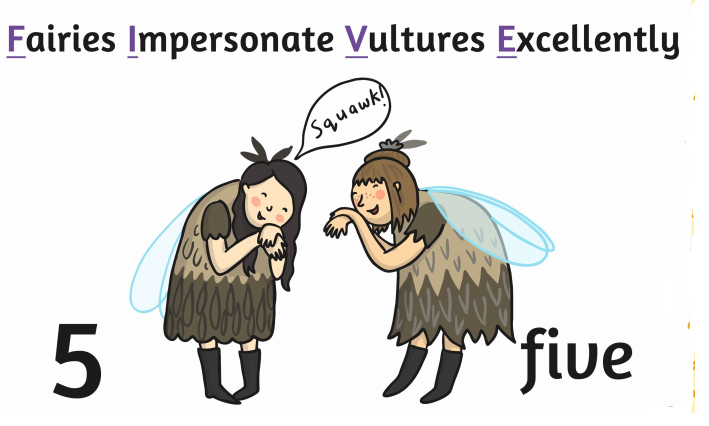 Fairies Impersonate Vultures Excellently
Squawk!
5
five